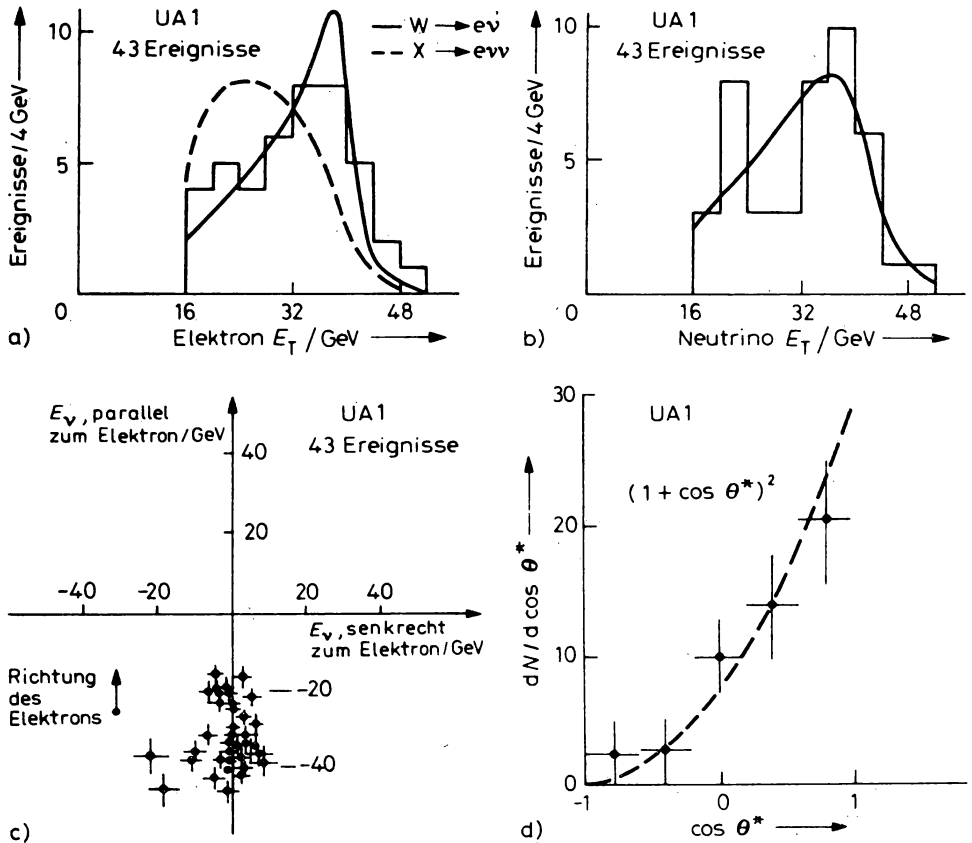 UA1
43 Ereignisse
W → eν
X → eνν
Ereignisse/4 GeV
10
5
0
16
32
48
Elektron E_T / GeV
a)
UA1
43 Ereignisse
Ereignisse/4GeV
10
5
0
16
32
48
Neutrino E_T / GeV
b)
E_ν, parallel
zum Elektron/GeV
UA1
43 Ereignisse
40
20
-40
-20
20
40
E_ν, senkrecht
zum Elektron/GeV
Richtung
des
Elektrons
-20
-40
c)
30
UA1
(1 + cos θ*)²
20
10
0
dN/d cos θ*
-1
0
1
cos θ*
d)